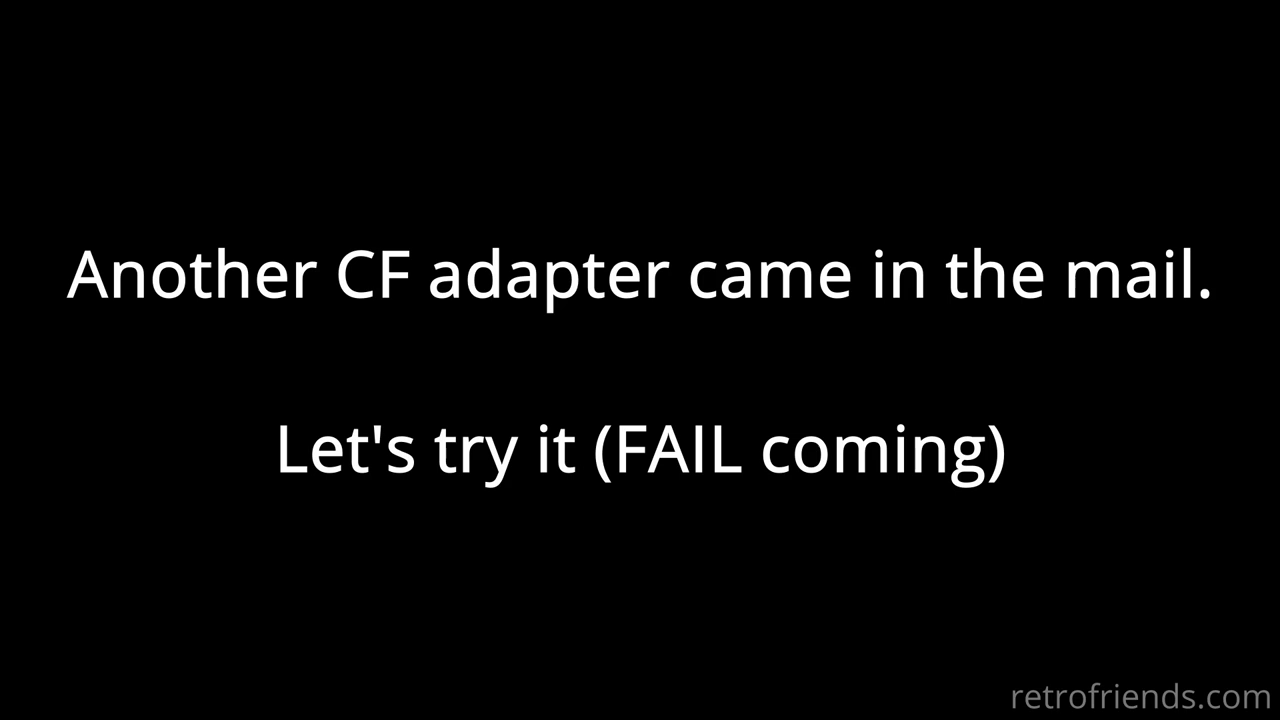 Another CF adapter came in the mail.
Let's try it (FAIL coming)
retrofriends.com